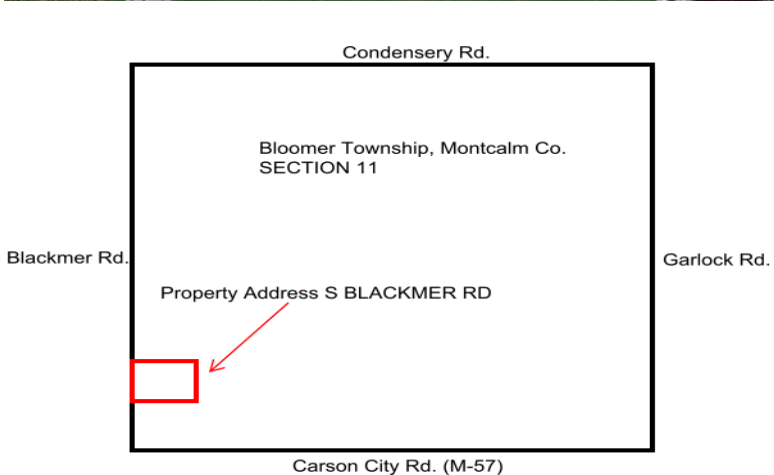 Condensery Rd.
Bloomer Township, Montcalm Co.
SECTION 11
Blackmer Rd.
Garlock Rd.
Property Address S BLACKMER RD
Carson City Rd. (M-57)